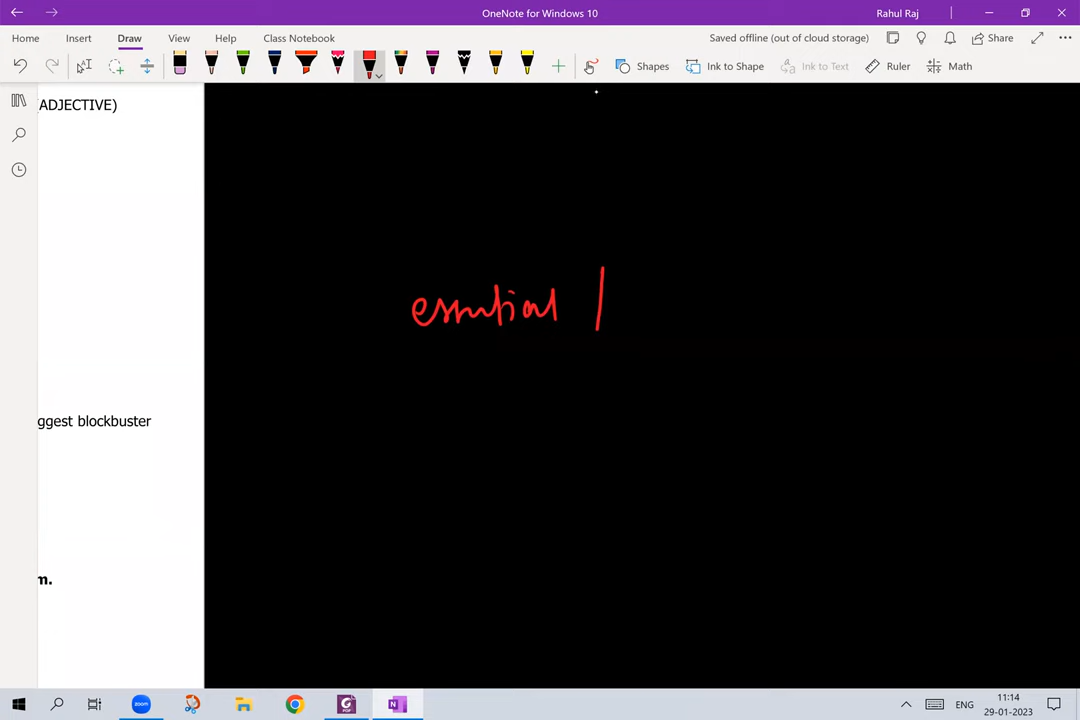 OneNote for Windows 10
Rahul Raj
Home Insert Draw View Help Class Notebook
Saved offline (out of cloud storage) Share
Shapes Ink to Shape Ink to Text Ruler Math
(ADJECTIVE)
essential /
ggest blockbuster
m.
zoom
ENG
11:14
29-01-2023